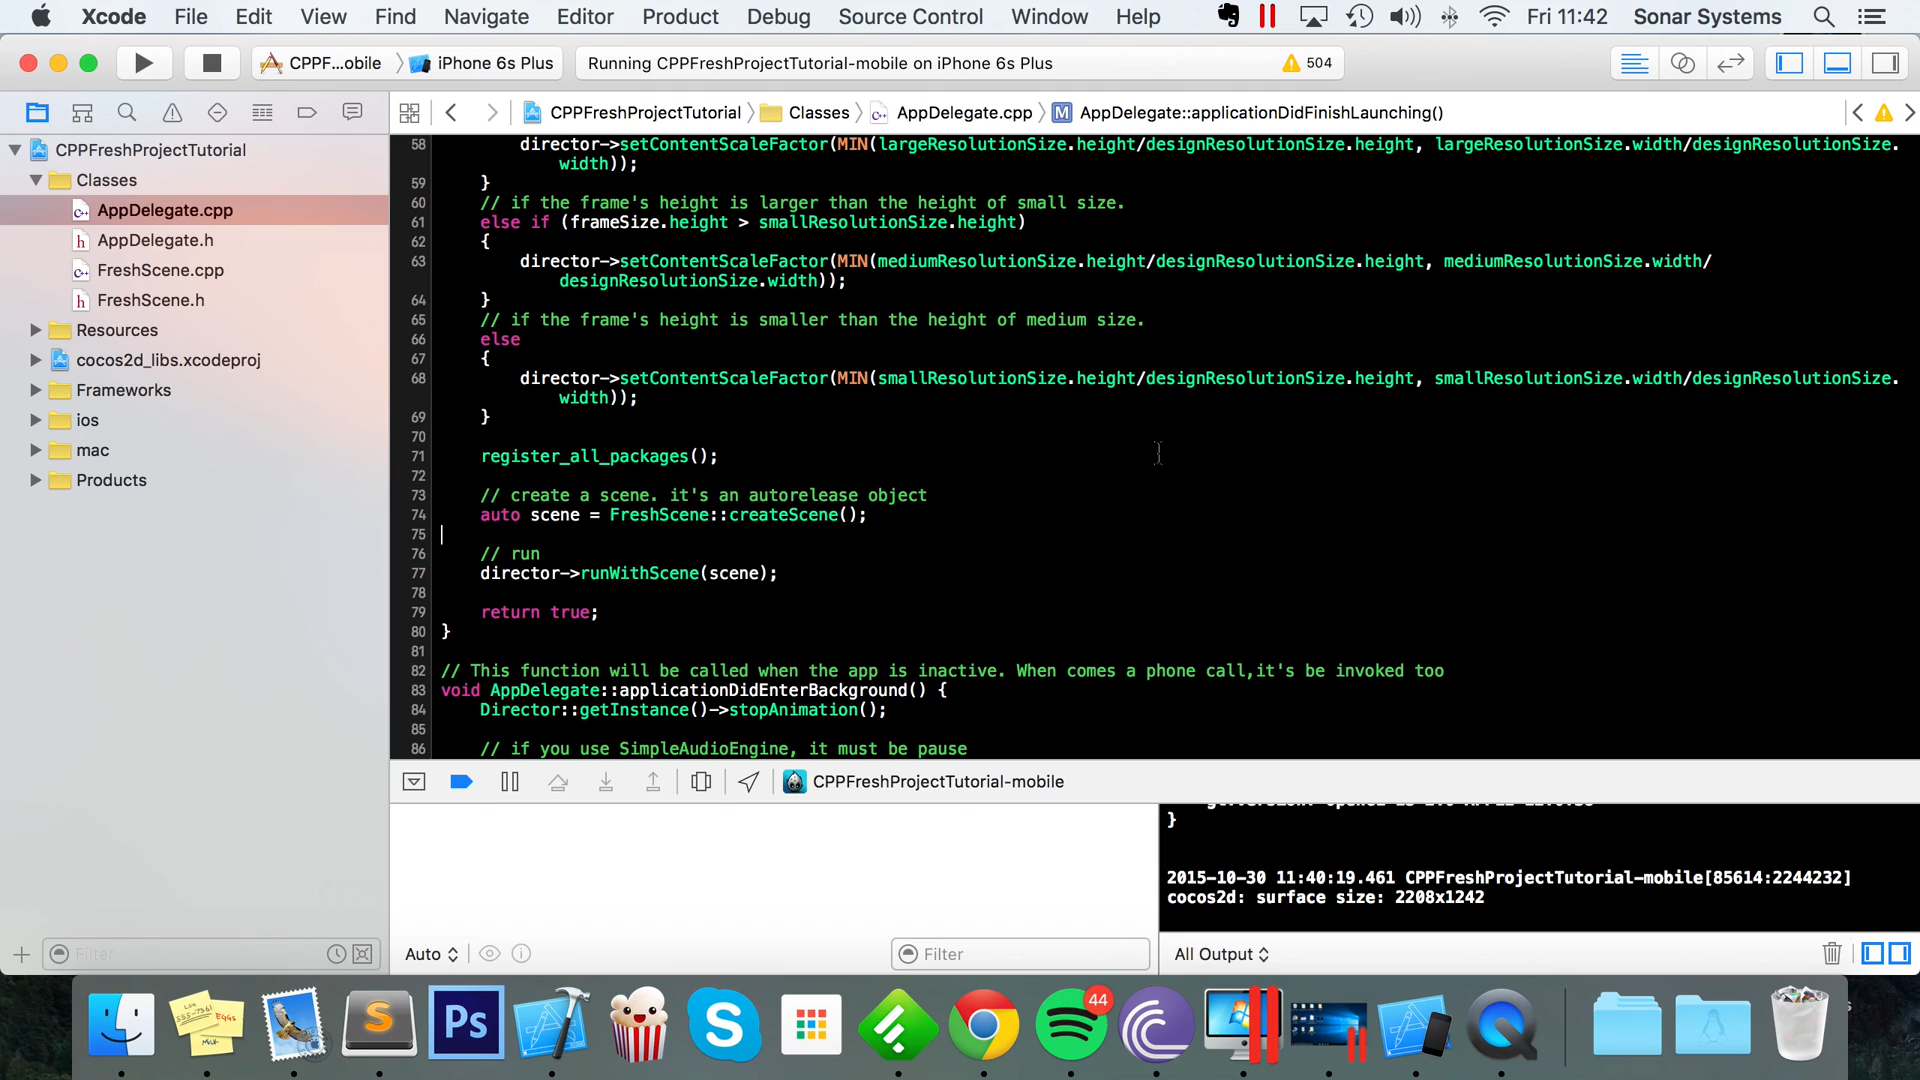 Xcode File Edit View Find Navigate Editor Product Debug Source Control Window Help Fri 11:42 Sonar Systems
CPPF...obile iPhone 6s Plus Running CPPFreshProjectTutorial-mobile on iPhone 6s Plus 504
CPPFreshProjectTutorial Classes AppDelegate.cpp M AppDelegate::applicationDidFinishLaunching()
CPPFreshProjectTutorial
Classes
AppDelegate.cpp
AppDelegate.h
FreshScene.cpp
FreshScene.h
Resources
cocos2d_libs.xcodeproj
Frameworks
ios
mac
Products
Filter
58 director->setContentScaleFactor(MIN(largeResolutionSize.height/designResolutionSize.height, largeResolutionSize.width/designResolutionSize.
width));
59 }
60 // if the frame's height is larger than the height of small size.
61 else if (frameSize.height > smallResolutionSize.height)
62 {
63 director->setContentScaleFactor(MIN(mediumResolutionSize.height/designResolutionSize.height, mediumResolutionSize.width/
designResolutionSize.width));
64 }
65 // if the frame's height is smaller than the height of medium size.
66 else
67 {
68 director->setContentScaleFactor(MIN(smallResolutionSize.height/designResolutionSize.height, smallResolutionSize.width/designResolutionSize.
width));
69 }
70
71 register_all_packages();
72
73 // create a scene. it's an autorelease object
74 auto scene = FreshScene::createScene();
75
76 // run
77 director->runWithScene(scene);
78
79 return true;
80 }
81
82 // This function will be called when the app is inactive. When comes a phone call,it's be invoked too
83 void AppDelegate::applicationDidEnterBackground() {
84 Director::getInstance()->stopAnimation();
85
86 // if you use SimpleAudioEngine, it must be pause
CPPFreshProjectTutorial-mobile
}
2015-10-30 11:40:19.461 CPPFreshProjectTutorial-mobile[85614:2244232]
cocos2d: surface size: 2208x1242
Auto Filter All Output
Ps
S
44